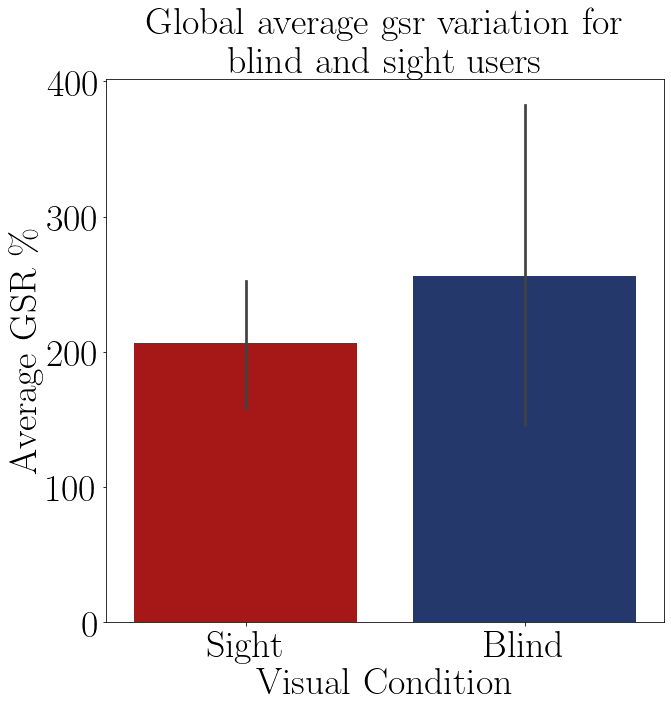 Global average gsr variation for
blind and sight users
400
300
200
100
0
Average GSR %
Sight
Blind
Visual Condition